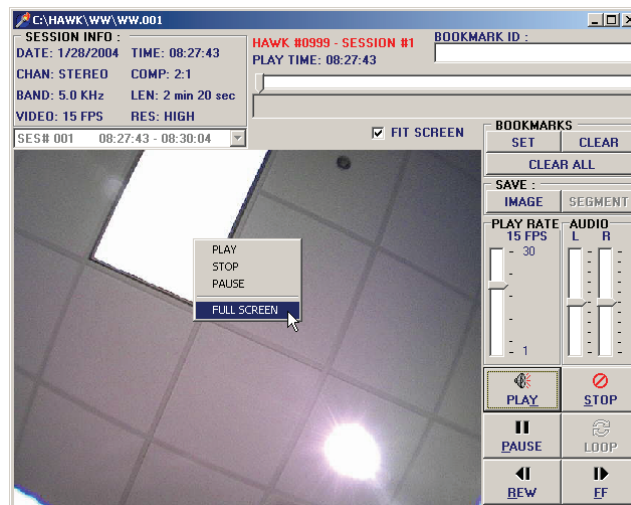 C:\HAWK\WW\WW.001
SESSION INFO :
DATE: 1/28/2004 TIME: 08:27:43
CHAN: STEREO COMP: 2:1
BAND: 5.0 KHz LEN: 2 min 20 sec
VIDEO: 15 FPS RES: HIGH
SES# 001 08:27:43 - 08:30:04
HAWK #0999 - SESSION #1
PLAY TIME: 08:27:43
BOOKMARK ID :
FIT SCREEN
BOOKMARKS
SET CLEAR
CLEAR ALL
SAVE :
IMAGE SEGMENT
PLAY RATE
15 FPS
- 30
- 1
AUDIO
L R
PLAY STOP
PAUSE LOOP
REW FF
PLAY
STOP
PAUSE
FULL SCREEN